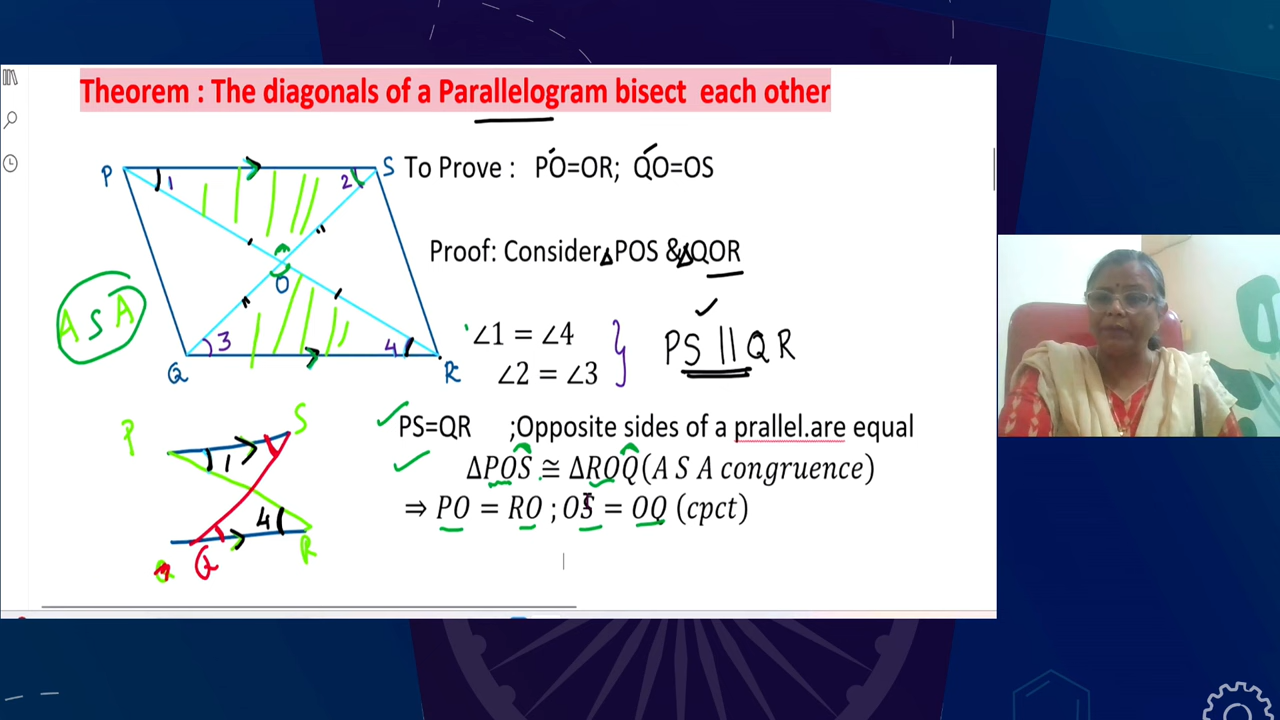 Theorem : The diagonals of a Parallelogram bisect each other
P
S
1
2
To Prove : PO=OR; QO=OS
Proof: Consider ΔPOS & ΔQOR
O
A S A
3
4
Q
R
∠1 = ∠4
∠2 = ∠3
PS || QR
PS=QR ;Opposite sides of a prallel.are equal
ΔPOS ≅ ΔROQ(A S A congruence)
⇒ PO = RO ; OS = OQ (cpct)
P
S
1
4
Q
R